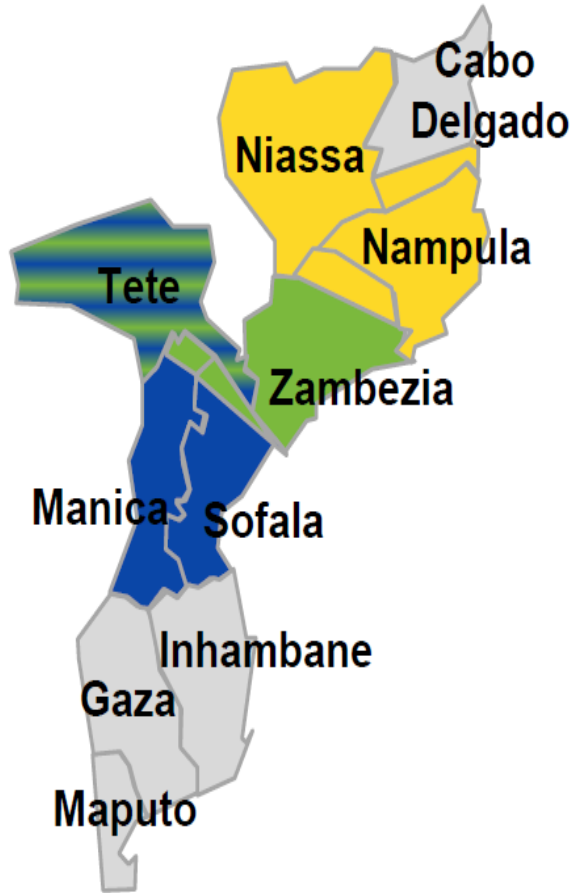 Cabo
Delgado
Niassa
Nampula
Tete
Zambezia
Manica
Sofala
Inhambane
Gaza
Maputo